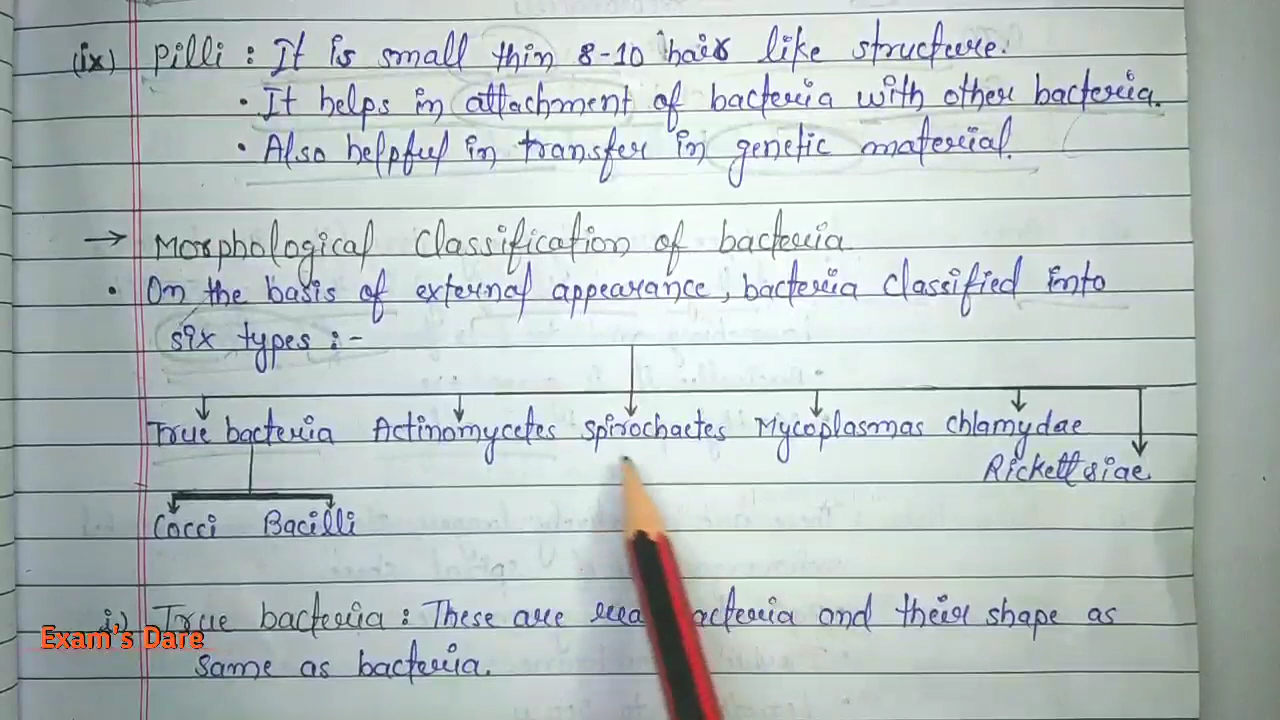 (ix) Pilli : It is small thin 8-10 hair like structure.
• It helps in attachment of bacteria with other bacteria.
• Also helpful in transfer in genetic material.
→ Morphological Classification of bacteria
• On the basis of external appearance, bacteria classified into
six types :-
True bacteria Actinomycetes Spirochaetes Mycoplasmas Chlamydae
Rickettsiae
Cocci Bacilli
i) True bacteria : These are bacteria and their shape as
Exam's Dare
same as bacteria.